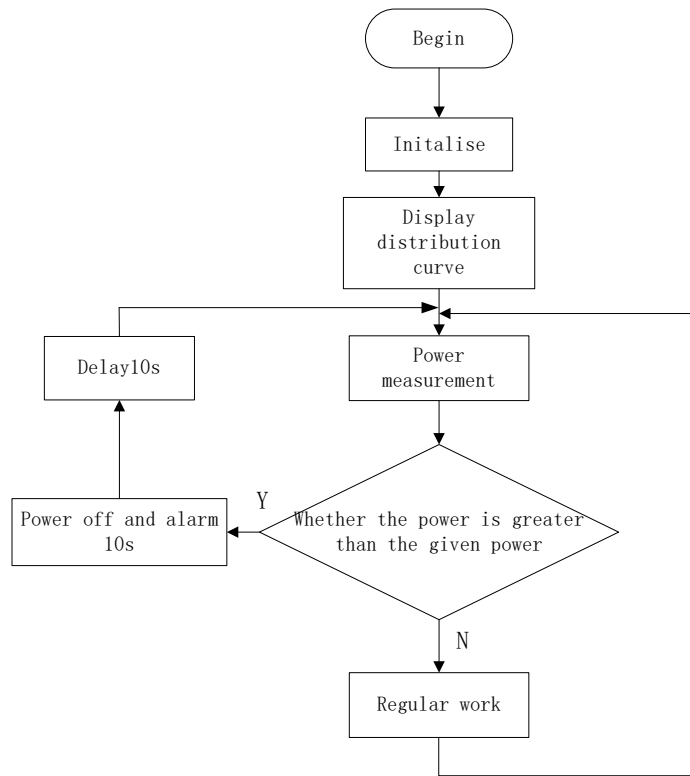 Begin
Initalise
Display
distribution
curve
Power
measurement
Delay10s
Y
Whether the power is greater
than the given power
Power off and alarm
10s
N
Regular work